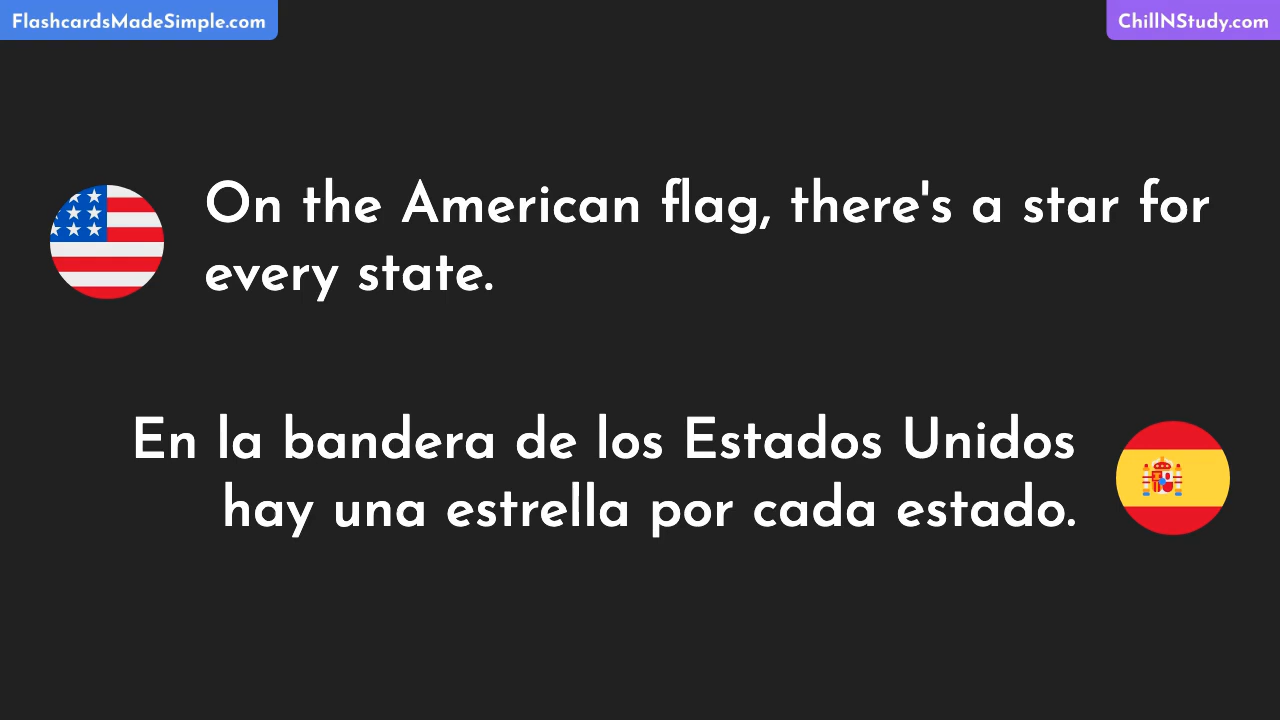 FlashcardsMadeSimple.com
ChillNStudy.com
On the American flag, there's a star for
every state.
En la bandera de los Estados Unidos
hay una estrella por cada estado.